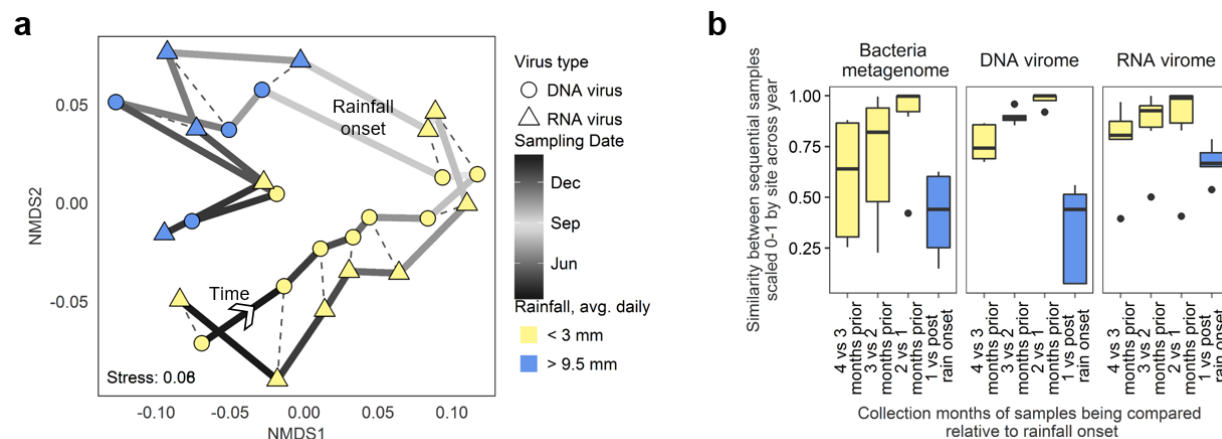 a
0.05
0.00
-0.05
NMDS2
-0.10
-0.05
0.00
0.05
0.10
NMDS1
Rainfall
onset
Time
Stress: 0.06
Virus type
DNA virus
RNA virus
Sampling Date
Dec
Sep
Jun
Rainfall, avg. daily
< 3 mm
> 9.5 mm
b
Bacteria
metagenome
DNA virome
RNA virome
Similarity between sequential samples
scaled 0-1 by site across year
1.00
0.75
0.50
0.25
4 vs 3
months prior
3 vs 2
months prior
2 vs 1
months prior
1 vs post
rain onset
4 vs 3
months prior
3 vs 2
months prior
2 vs 1
months prior
1 vs post
rain onset
4 vs 3
months prior
3 vs 2
months prior
2 vs 1
months prior
1 vs post
rain onset
Collection months of samples being compared
relative to rainfall onset